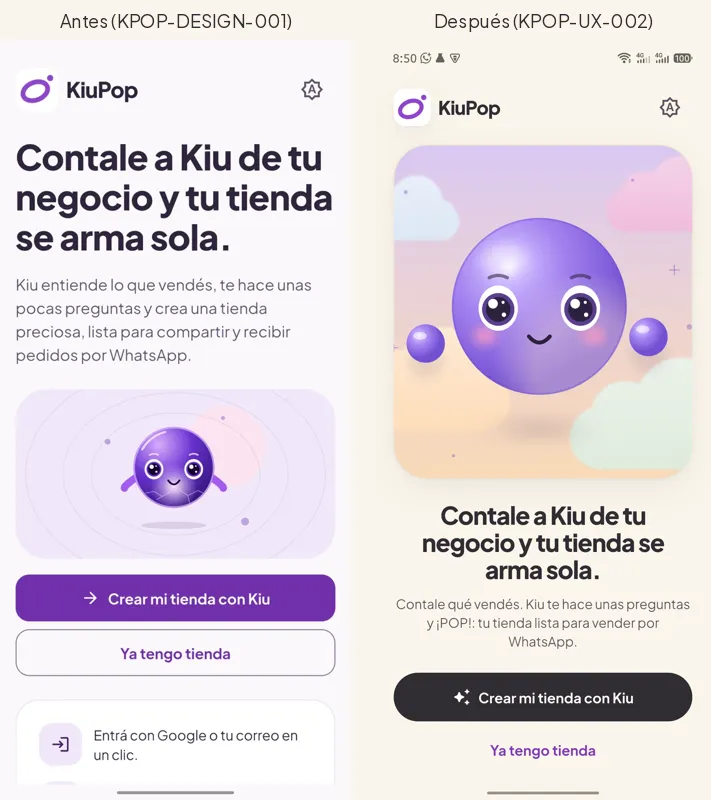 Antes (KPOP-DESIGN-001)
KiuPop
A
Contale a Kiu de tu
negocio y tu tienda
se arma sola.
Kiu entiende lo que vendés, te hace unas
pocas preguntas y crea una tienda
preciosa, lista para compartir y recibir
pedidos por WhatsApp.
Crear mi tienda con Kiu
Ya tengo tienda
Entrá con Google o tu correo en
un clic.
Después (KPOP-UX-002)
8:50 4G 4G 100
KiuPop
A
Contale a Kiu de tu
negocio y tu tienda se
arma sola.
Contale qué vendés. Kiu te hace unas preguntas
y ¡POP!: tu tienda lista para vender por
WhatsApp.
Crear mi tienda con Kiu
Ya tengo tienda